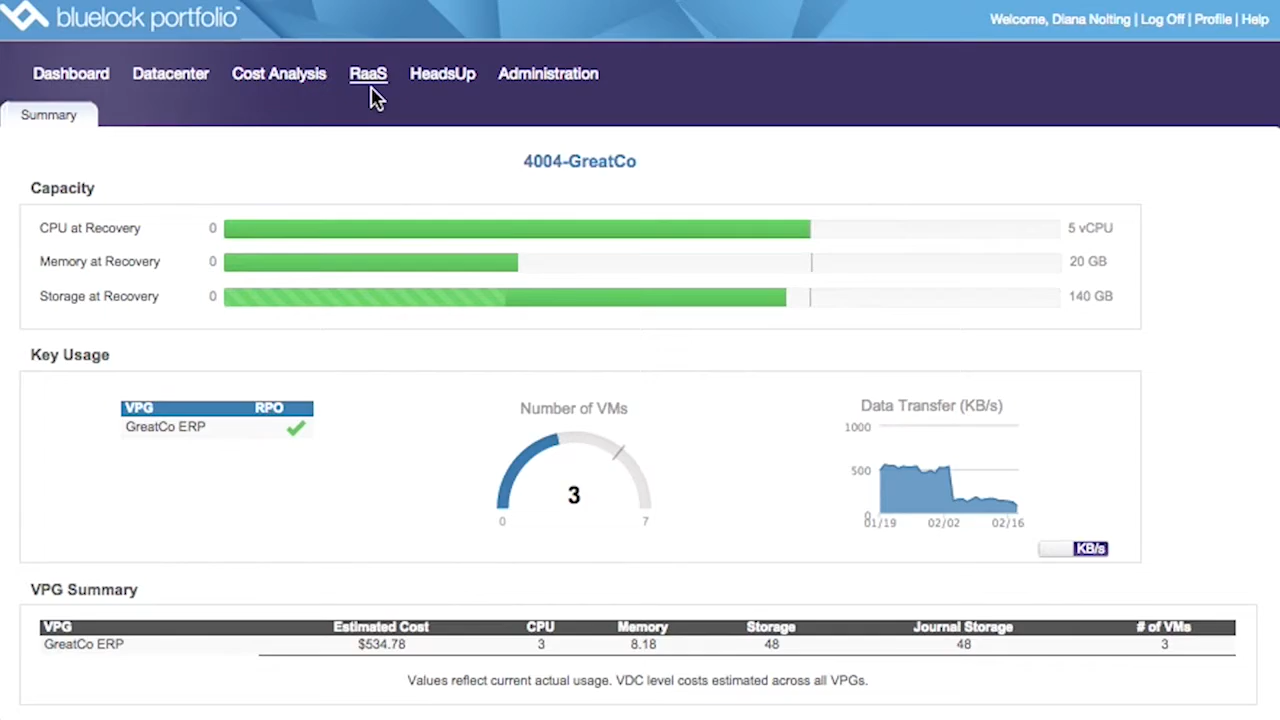 bluelock portfolio
Welcome, Diana Nolting | Log Off | Profile | Help
Dashboard Datacenter Cost Analysis RaaS HeadsUp Administration
Summary
4004-GreatCo
Capacity
CPU at Recovery 0 5 vCPU
Memory at Recovery 0 20 GB
Storage at Recovery 0 140 GB
Key Usage
VPG RPO
GreatCo ERP
Number of VMs
3
0 7
Data Transfer (KB/s)
1000
500
0
01/19 02/02 02/16
KB/s
VPG Summary
VPG Estimated Cost CPU Memory Storage Journal Storage # of VMs
GreatCo ERP $534.78 3 8.18 48 48 3
Values reflect current actual usage. VDC level costs estimated across all VPGs.